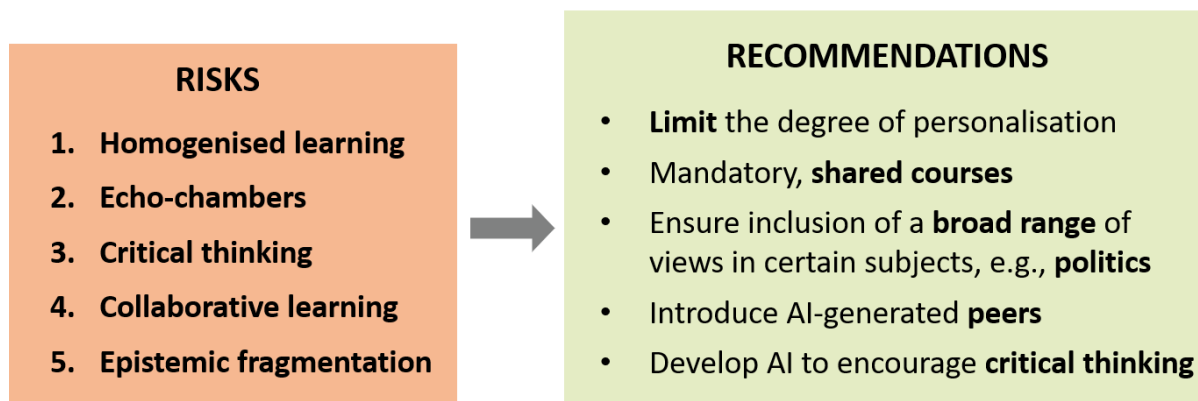 RISKS
1. Homogenised learning
2. Echo-chambers
3. Critical thinking
4. Collaborative learning
5. Epistemic fragmentation
RECOMMENDATIONS
• Limit the degree of personalisation
• Mandatory, shared courses
• Ensure inclusion of a broad range of
views in certain subjects, e.g., politics
• Introduce AI-generated peers
• Develop AI to encourage critical thinking